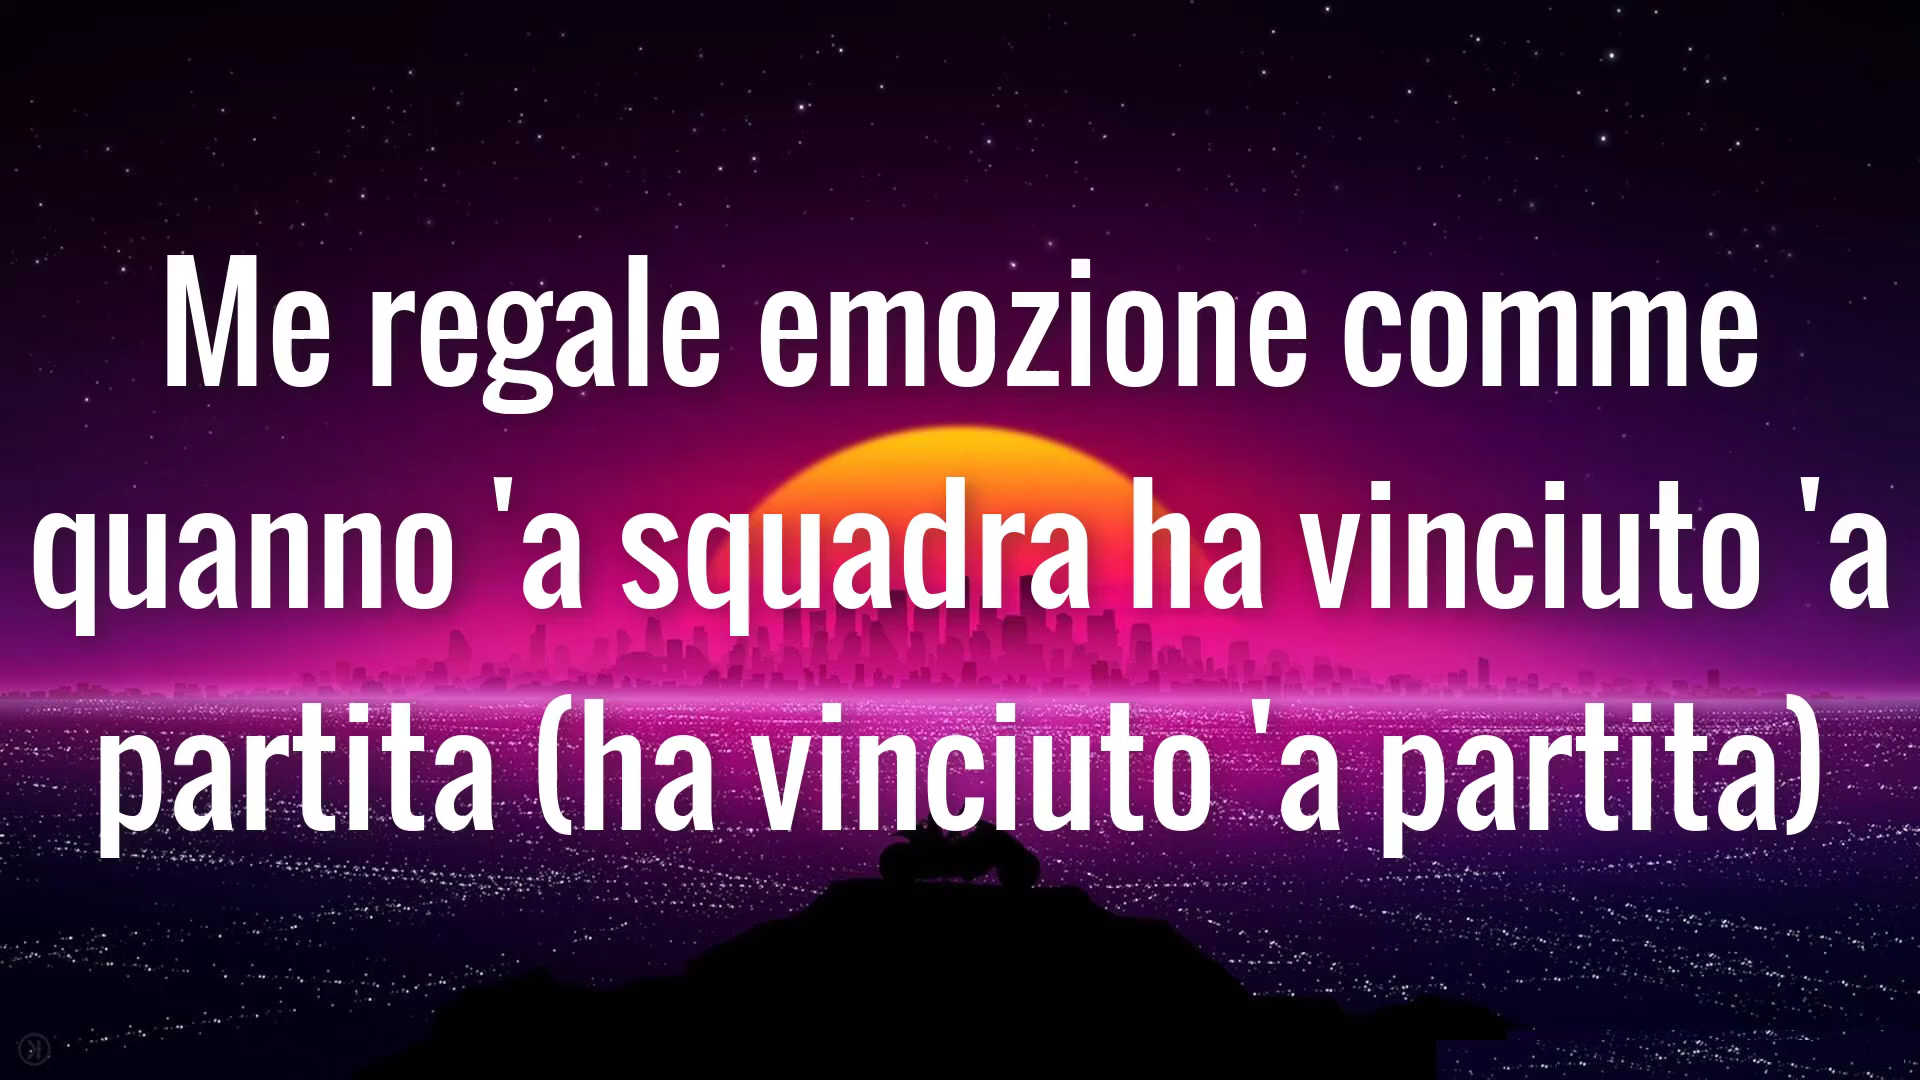 Me regale emozione comme
quanno 'a squadra ha vinciuto 'a
partita (ha vinciuto 'a partita)